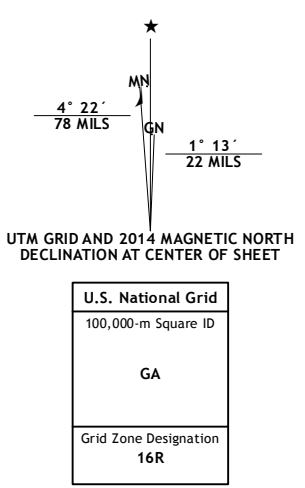 ★
MN
4° 22´
78 MILS
GN
1° 13´
22 MILS
UTM GRID AND 2014 MAGNETIC NORTH
DECLINATION AT CENTER OF SHEET
U.S. National Grid
100,000-m Square ID
GA
Grid Zone Designation
16R